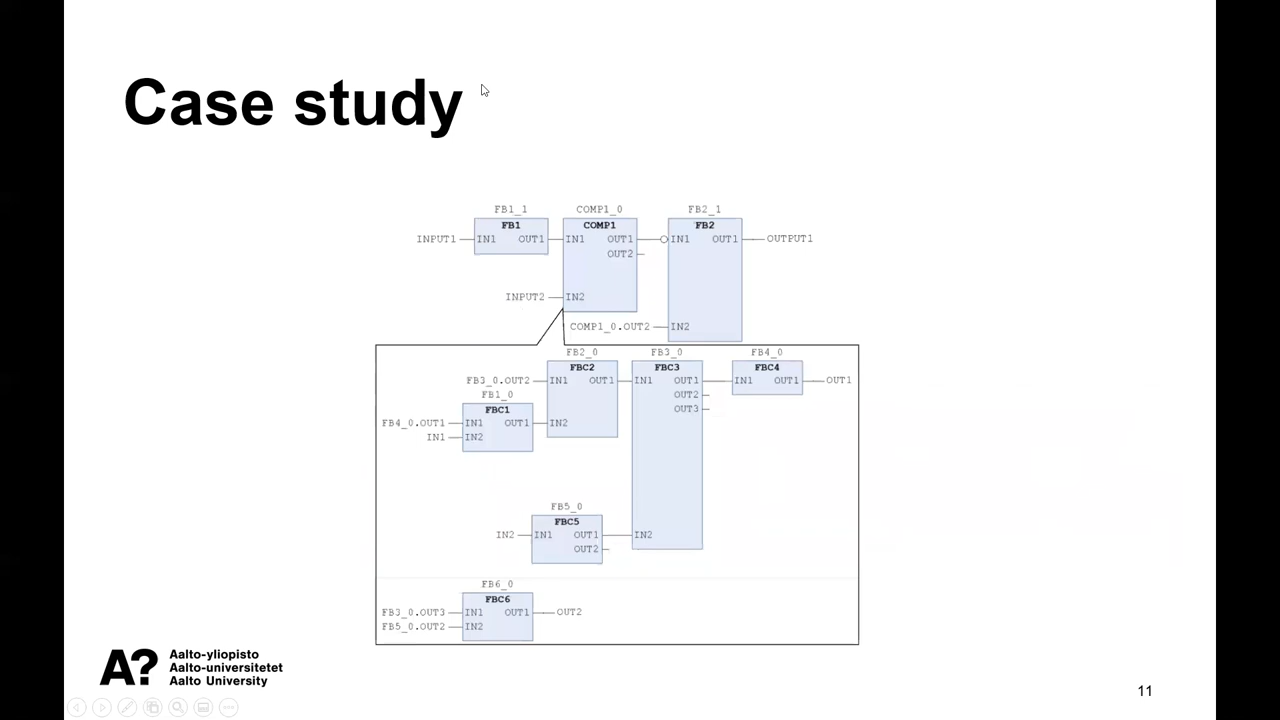 Case study
FB1_1 COMP1_0 FB2_1
FB1 COMP1 FB2
INPUT1 IN1 OUT1 IN1 OUT1 IN1 OUT1 OUTPUT1
OUT2
INPUT2 IN2
COMP1_0.OUT2 IN2
FB2_0 FB3_0 FB4_0
FBC2 FBC3 FBC4
FB3_0.OUT2 IN1 OUT1 IN1 OUT1 IN1 OUT1 OUT1
FB1_0 OUT2
FBC1 OUT3
FB4_0.OUT1 IN1 OUT1 IN2
IN1 IN2
FB5_0
FBC5
IN2 IN1 OUT1 IN2
OUT2
FB6_0
FBC6
FB3_0.OUT3 IN1 OUT1 OUT2
FB5_0.OUT2 IN2
A?
Aalto-yliopisto
Aalto-universitetet
Aalto University
11